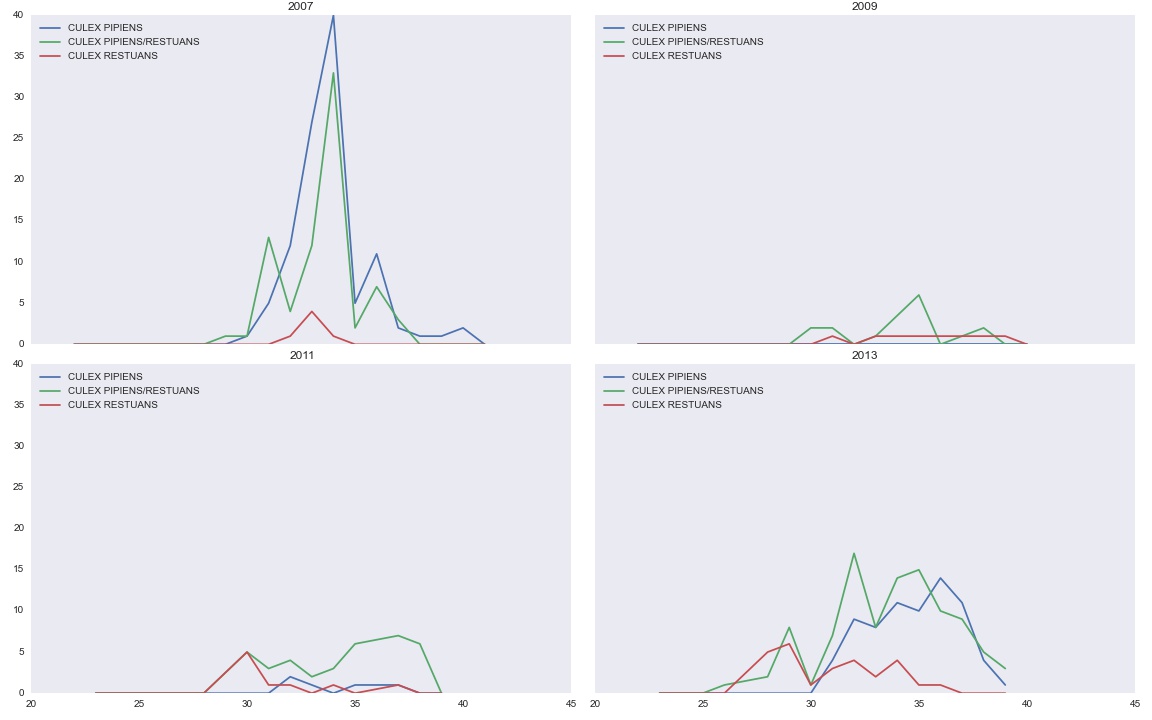 2007
2009
40
35
30
25
20
15
10
5
0
CULEX PIPIENS
CULEX PIPIENS/RESTUANS
CULEX RESTUANS
CULEX PIPIENS
CULEX PIPIENS/RESTUANS
CULEX RESTUANS
2011
2013
40
35
30
25
20
15
10
5
0
CULEX PIPIENS
CULEX PIPIENS/RESTUANS
CULEX RESTUANS
CULEX PIPIENS
CULEX PIPIENS/RESTUANS
CULEX RESTUANS
20 25 30 35 40 45
20 25 30 35 40 45